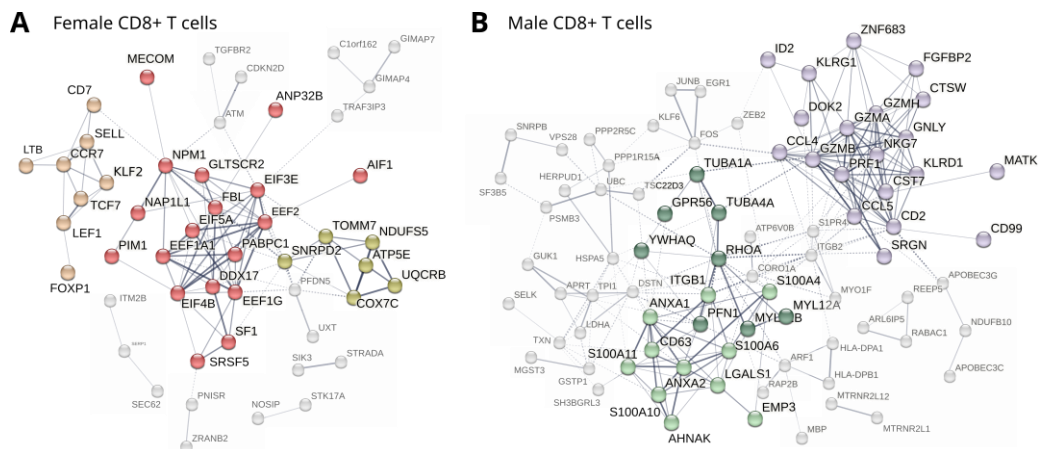 A Female CD8+ T cells
MECOM
TGFBR2
CDKN2D
C1orf162
GIMAP7
GIMAP4
CD7
ANP32B
TRAF3IP3
ATM
SELL
LTB
CCR7
KLF2
TCF7
LEF1
FOXP1
NPM1
GLTSCR2
EIF3E
AIF1
NAP1L1
FBL
EIF5A
EEF2
PIM1
EEF1A1
PABPC1
SNRPD2
TOMM7
NDUFS5
ATP5E
UQCRB
COX7C
DDX17
PFDN5
EIF4B
EEF1G
ITM2B
SF1
UXT
SRSF5
SIK3
STRADA
SEC62
PNISR
STK17A
NOSIP
ZRANB2
B Male CD8+ T cells
ZNF683
ID2
KLRG1
FGFBP2
CTSW
JUNB
EGR1
DOK2
GZMH
GZMA
GNLY
KLF6
ZEB2
FOS
SNRPB
PPP2R5C
VPS28
CCL4
GZMB
NKG7
PRF1
KLRD1
MATK
PPP1R15A
TUBA1A
SF3B5
HERPUD1
UBC
TSC22D3
CST7
GPR56
TUBA4A
CCL5
CD2
PSMB3
S1PR4
ATP6V0B
CD99
YWHAQ
RHOA
ITGB2
SRGN
GUK1
HSPA5
CORO1A
ITGB1
S100A4
APOBEC3G
SELK
APRT
TPI1
DSTN
MYO1F
REEP5
ANXA1
PFN1
MYL12A
LDHA
ARL6IP5
RABAC1
NDUFB10
TXN
CD63
S100A6
HLA-DPA1
MGST3
S100A11
ARF1
GSTP1
ANXA2
LGALS1
HLA-DPB1
APOBEC3C
SH3BGRL3
RAP2B
S100A10
EMP3
MTRNR2L12
AHNAK
MBP
MTRNR2L1